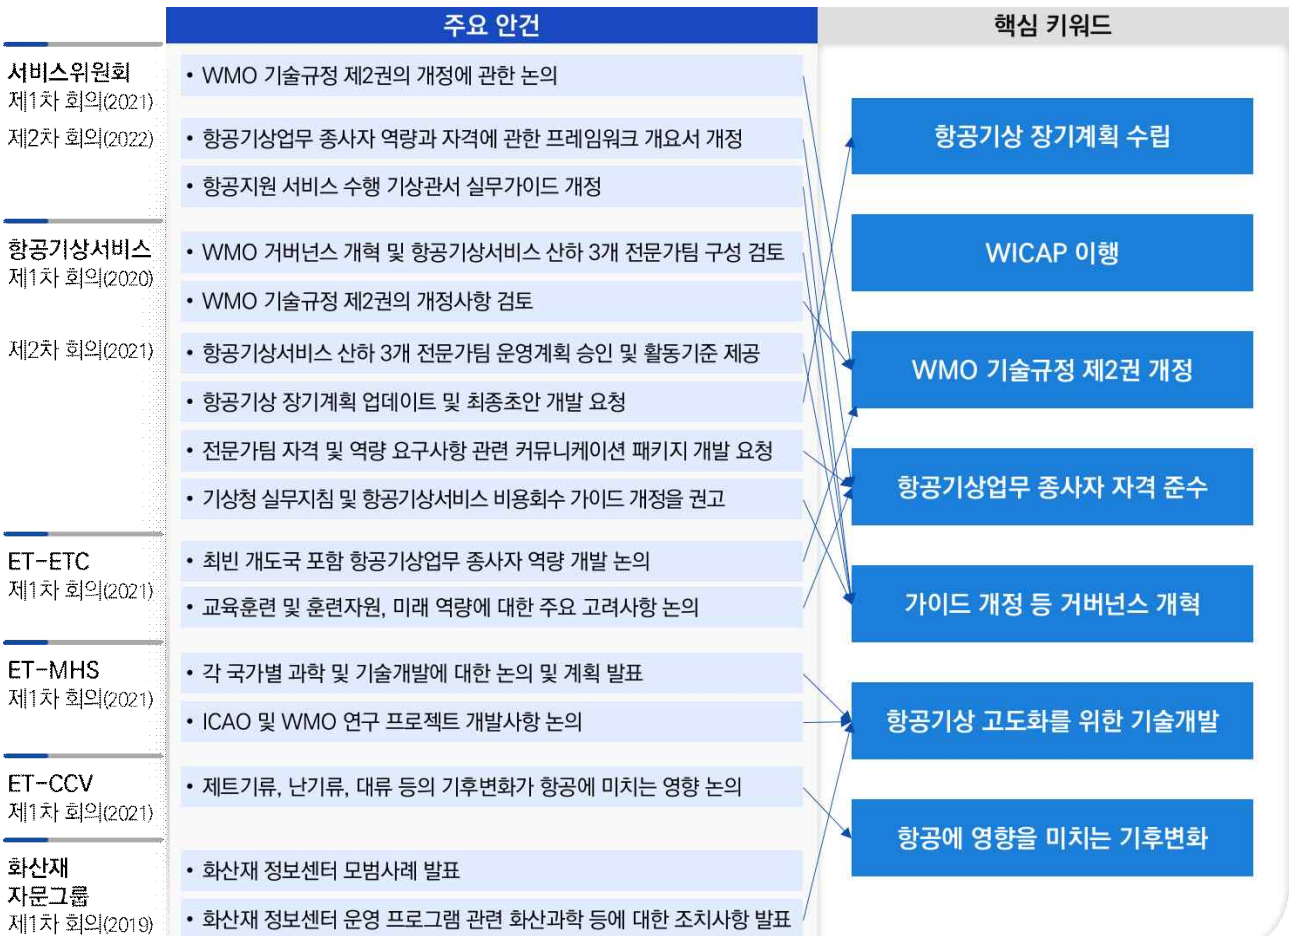 주요 안건
핵심 키워드
서비스위원회
제1차 회의(2021)
• WMO 기술규정 제2권의 개정에 관한 논의
제2차 회의(2022)
• 항공기상업무 종사자 역량과 자격에 관한 프레임워크 개요서 개정
• 항공지원 서비스 수행 기상관서 실무가이드 개정
항공기상서비스
제1차 회의(2020)
• WMO 거버넌스 개혁 및 항공기상서비스 산하 3개 전문가팀 구성 검토
• WMO 기술규정 제2권의 개정사항 검토
제2차 회의(2021)
• 항공기상서비스 산하 3개 전문가팀 운영계획 승인 및 활동기준 제공
• 항공기상 장기계획 업데이트 및 최종초안 개발 요청
• 전문가팀 자격 및 역량 요구사항 관련 커뮤니케이션 패키지 개발 요청
• 기상청 실무지침 및 항공기상서비스 비용회수 가이드 개정을 권고
ET-ETC
제1차 회의(2021)
• 최빈 개도국 포함 항공기상업무 종사자 역량 개발 논의
• 교육훈련 및 훈련자원, 미래 역량에 대한 주요 고려사항 논의
ET-MHS
제1차 회의(2021)
• 각 국가별 과학 및 기술개발에 대한 논의 및 계획 발표
• ICAO 및 WMO 연구 프로젝트 개발사항 논의
ET-CCV
제1차 회의(2021)
• 제트기류, 난기류, 대류 등의 기후변화가 항공에 미치는 영향 논의
화산재
자문그룹
제1차 회의(2019)
• 화산재 정보센터 모범사례 발표
• 화산재 정보센터 운영 프로그램 관련 화산과학 등에 대한 조치사항 발표
항공기상 장기계획 수립
WICAP 이행
WMO 기술규정 제2권 개정
항공기상업무 종사자 자격 준수
가이드 개정 등 거버넌스 개혁
항공기상 고도화를 위한 기술개발
항공에 영향을 미치는 기후변화